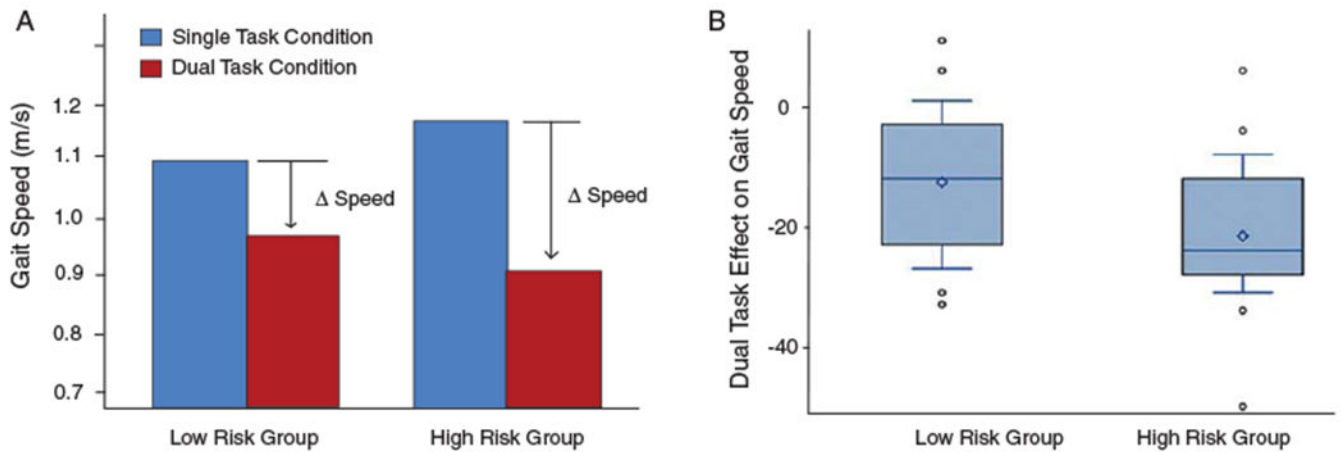 A
Single Task Condition
Dual Task Condition
Gait Speed (m/s)
1.2
1.1
1.0
0.9
0.8
0.7
Δ Speed
Δ Speed
Low Risk Group
High Risk Group
B
Dual Task Effect on Gait Speed
0
-20
-40
Low Risk Group
High Risk Group